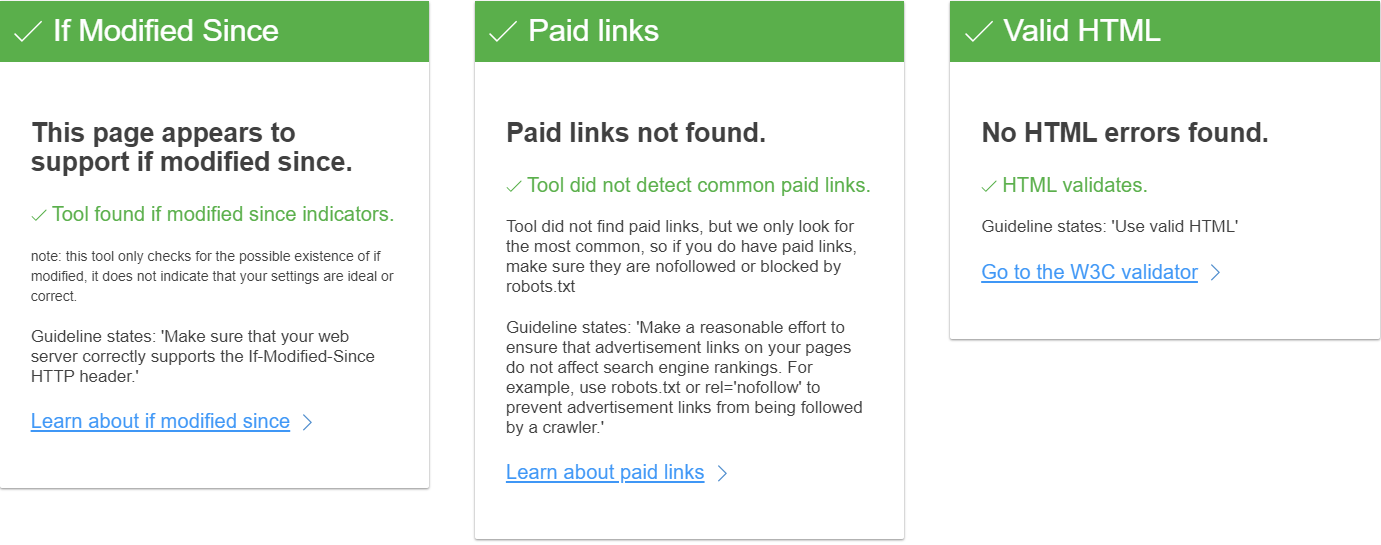 If Modified Since
This page appears to
support if modified since.
Tool found if modified since indicators.
note: this tool only checks for the possible existence of if
modified, it does not indicate that your settings are ideal or
correct.
Guideline states: 'Make sure that your web
server correctly supports the If-Modified-Since
HTTP header.'
Learn about if modified since
Paid links
Paid links not found.
Tool did not detect common paid links.
Tool did not find paid links, but we only look for
the most common, so if you do have paid links,
make sure they are nofollowed or blocked by
robots.txt
Guideline states: 'Make a reasonable effort to
ensure that advertisement links on your pages
do not affect search engine rankings. For
example, use robots.txt or rel='nofollow' to
prevent advertisement links from being followed
by a crawler.'
Learn about paid links
Valid HTML
No HTML errors found.
HTML validates.
Guideline states: 'Use valid HTML'
Go to the W3C validator